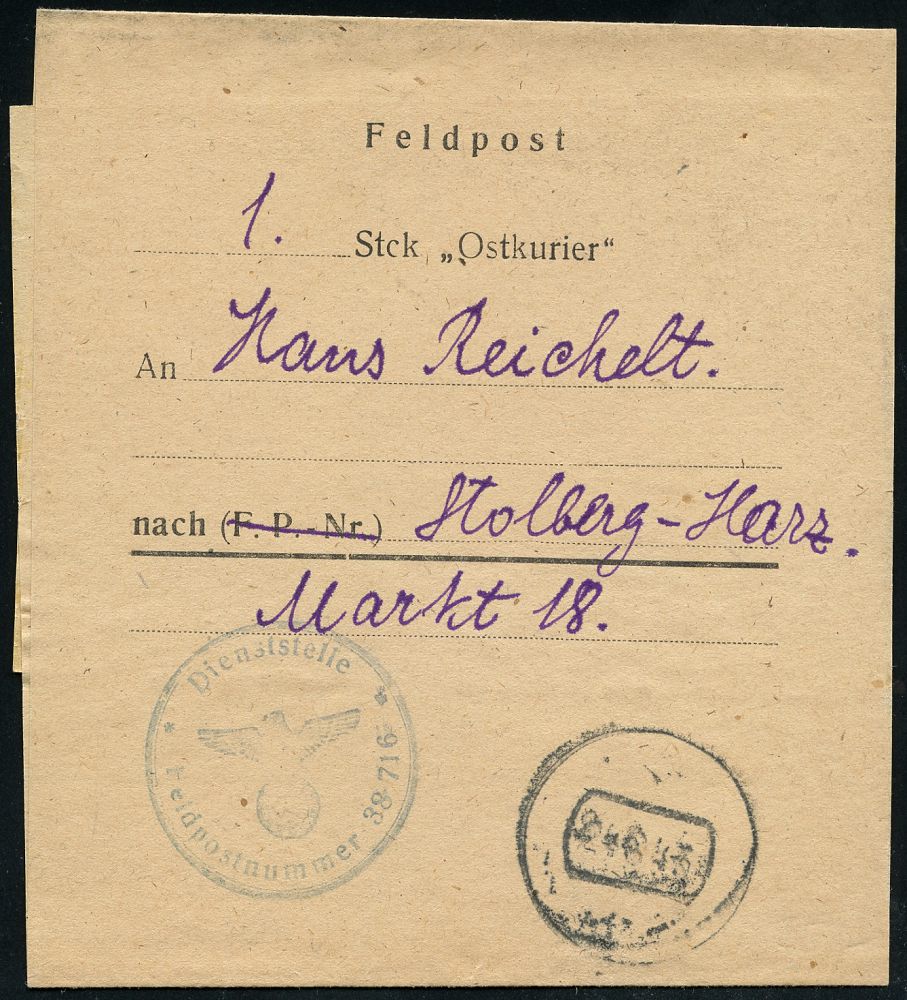 Feldpost
1. Stck „Ostkurier“
An Hans Reichelt.
nach (F. P.-Nr.) Stolberg-Harz.
Markt 18.
* Dienststelle *
Feldpostnummer 38 716